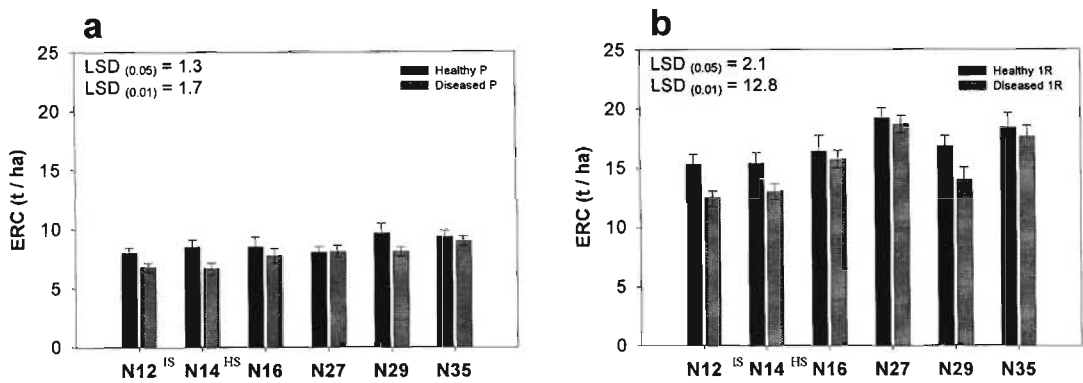 a
25
20
15
10
5
0
ERC (t / ha)
LSD (0.05) = 1.3
LSD (0.01) = 1.7
Healthy P
Diseased P
N12 IS N14 HS N16 N27 N29 N35
b
25
20
15
10
5
0
ERC (t / ha)
LSD (0.05) = 2.1
LSD (0.01) = 12.8
Healthy 1R
Diseased 1R
N12 IS N14 HS N16 N27 N29 N35